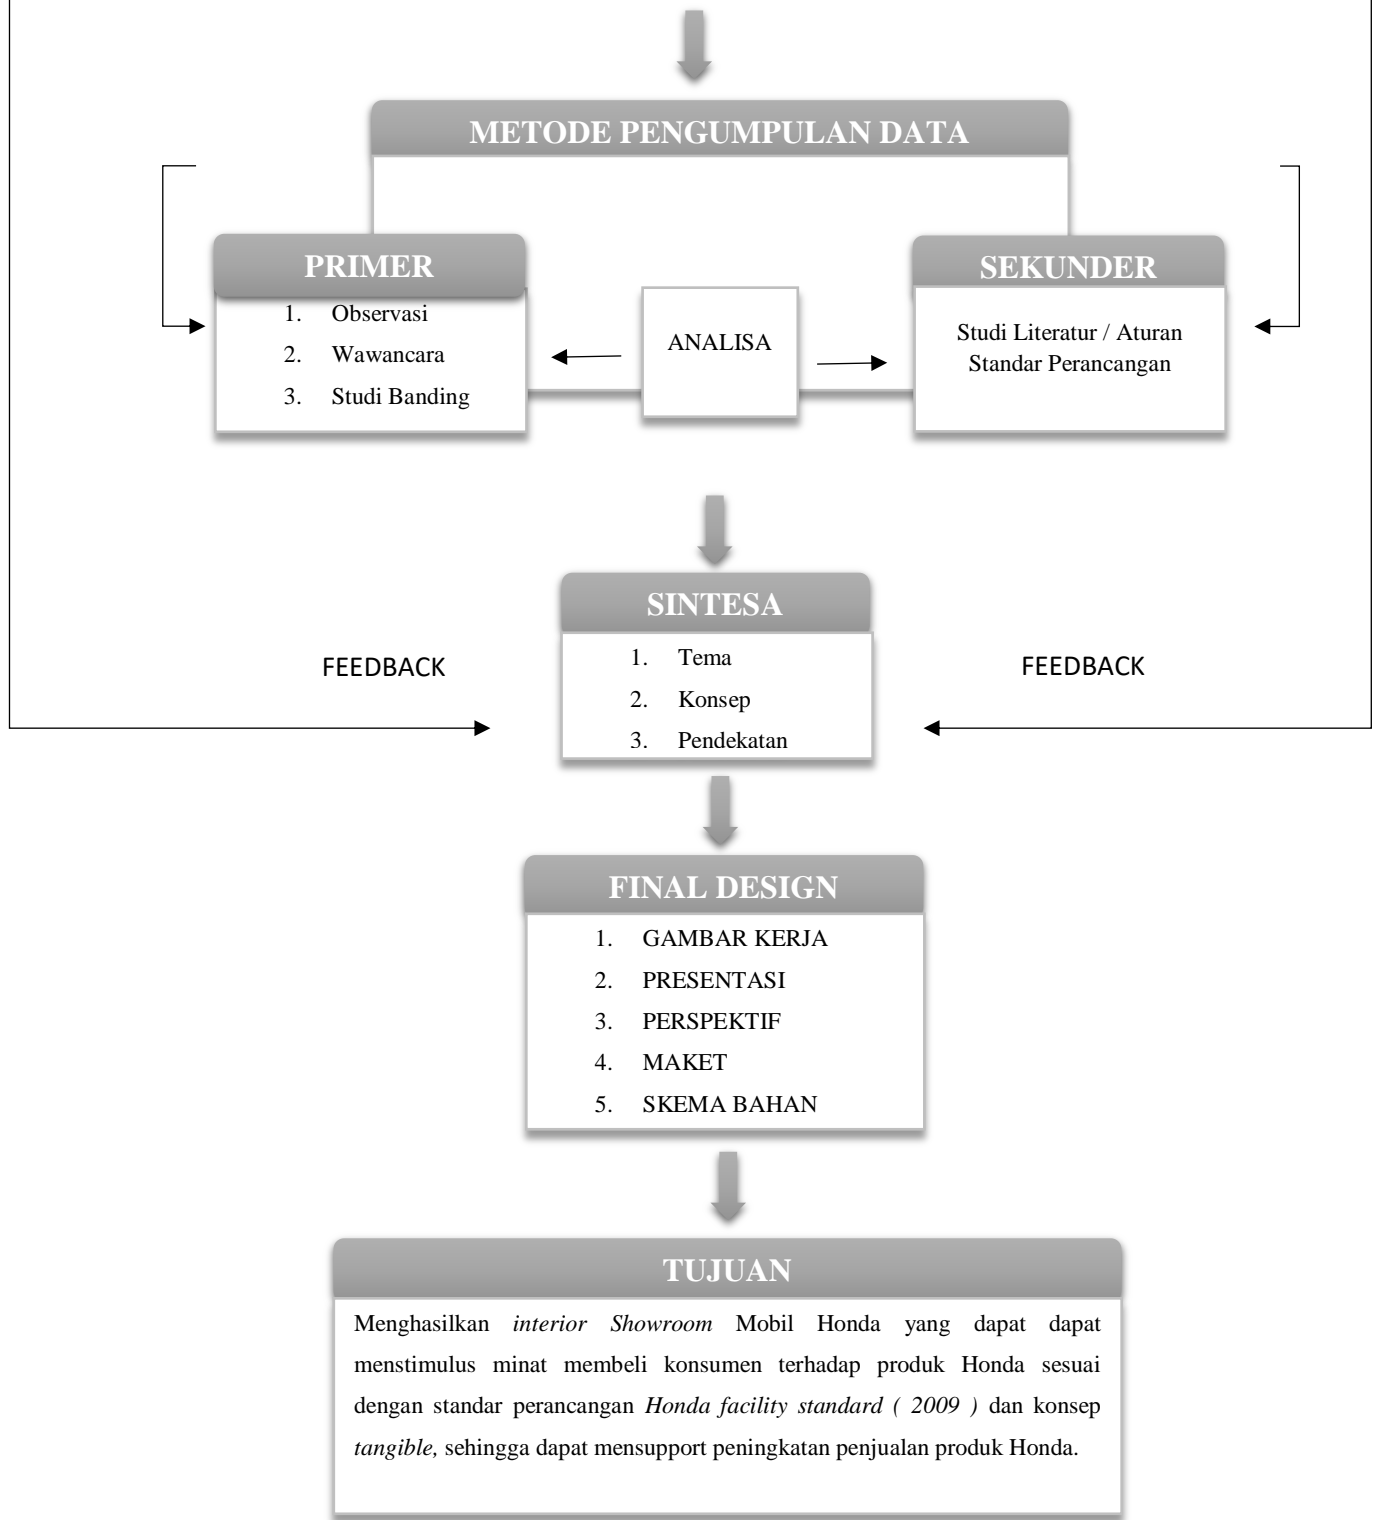 METODE PENGUMPULAN DATA
PRIMER
1. Observasi
2. Wawancara
3. Studi Banding
ANALISA
SEKUNDER
Studi Literatur / Aturan
Standar Perancangan
SINTESA
1. Tema
2. Konsep
3. Pendekatan
FEEDBACK
FEEDBACK
FINAL DESIGN
1. GAMBAR KERJA
2. PRESENTASI
3. PERSPEKTIF
4. MAKET
5. SKEMA BAHAN
TUJUAN
Menghasilkan interior Showroom Mobil Honda yang dapat dapat
menstimulus minat membeli konsumen terhadap produk Honda sesuai
dengan standar perancangan Honda facility standard ( 2009 ) dan konsep
tangible, sehingga dapat mensupport peningkatan penjualan produk Honda.